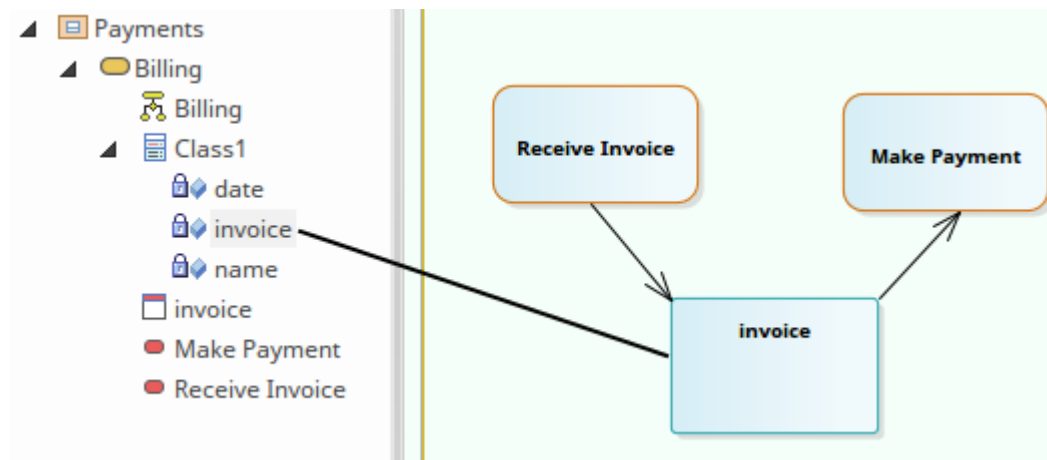 Payments
Billing
Billing
Class1
date
invoice
name
invoice
Make Payment
Receive Invoice
Receive Invoice
Make Payment
invoice